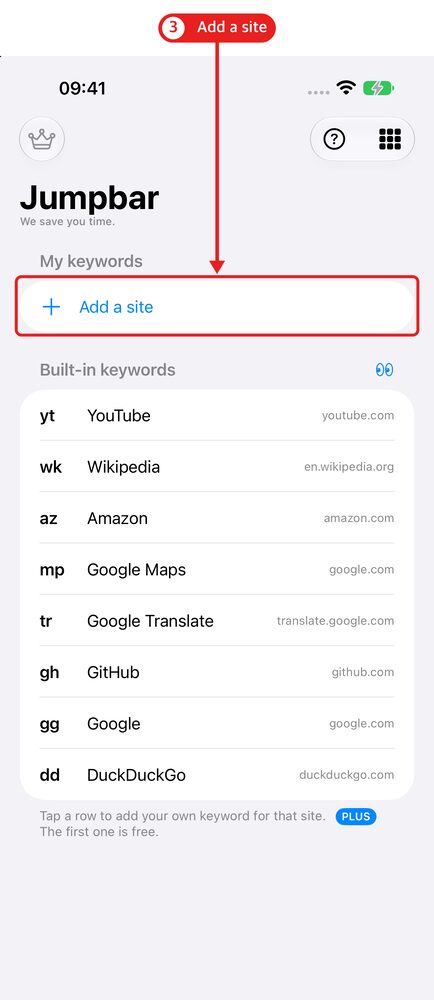 3 Add a site
09:41
Jumpbar
We save you time.
My keywords
+ Add a site
Built-in keywords
yt YouTube youtube.com
wk Wikipedia en.wikipedia.org
az Amazon amazon.com
mp Google Maps google.com
tr Google Translate translate.google.com
gh GitHub github.com
gg Google google.com
dd DuckDuckGo duckduckgo.com
Tap a row to add your own keyword for that site. PLUS
The first one is free.